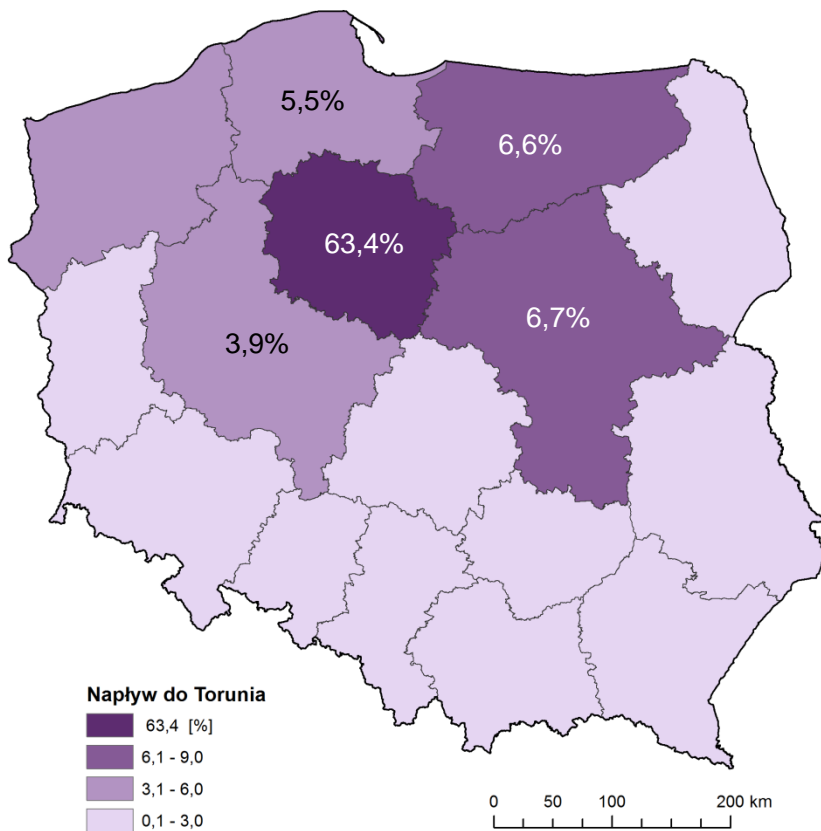 5,5%
6,6%
63,4%
6,7%
3,9%
Napływ do Torunia
63,4 [%]
6,1 - 9,0
3,1 - 6,0
0,1 - 3,0
0 50 100 200 km